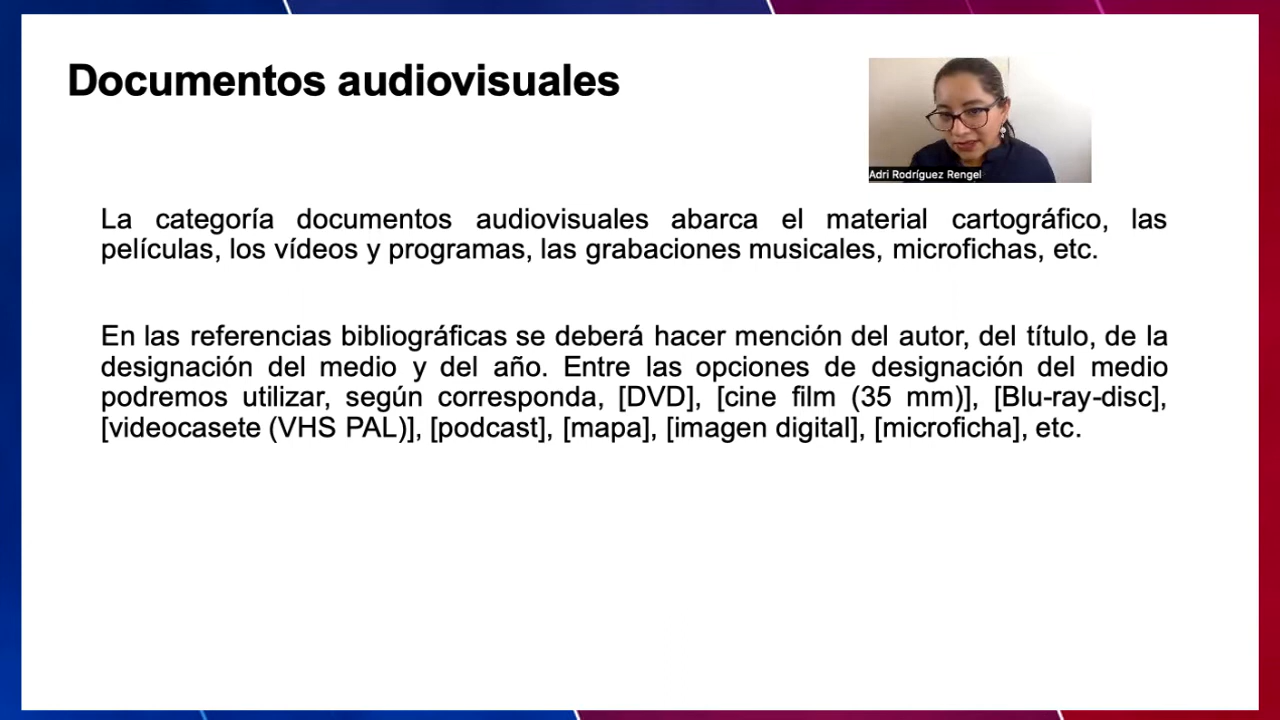 Documentos audiovisuales
Adri Rodríguez Rengel
La categoría documentos audiovisuales abarca el material cartográfico, las
películas, los vídeos y programas, las grabaciones musicales, microfichas, etc.
En las referencias bibliográficas se deberá hacer mención del autor, del título, de la
designación del medio y del año. Entre las opciones de designación del medio
podremos utilizar, según corresponda, [DVD], [cine film (35 mm)], [Blu-ray-disc],
[videocasete (VHS PAL)], [podcast], [mapa], [imagen digital], [microficha], etc.